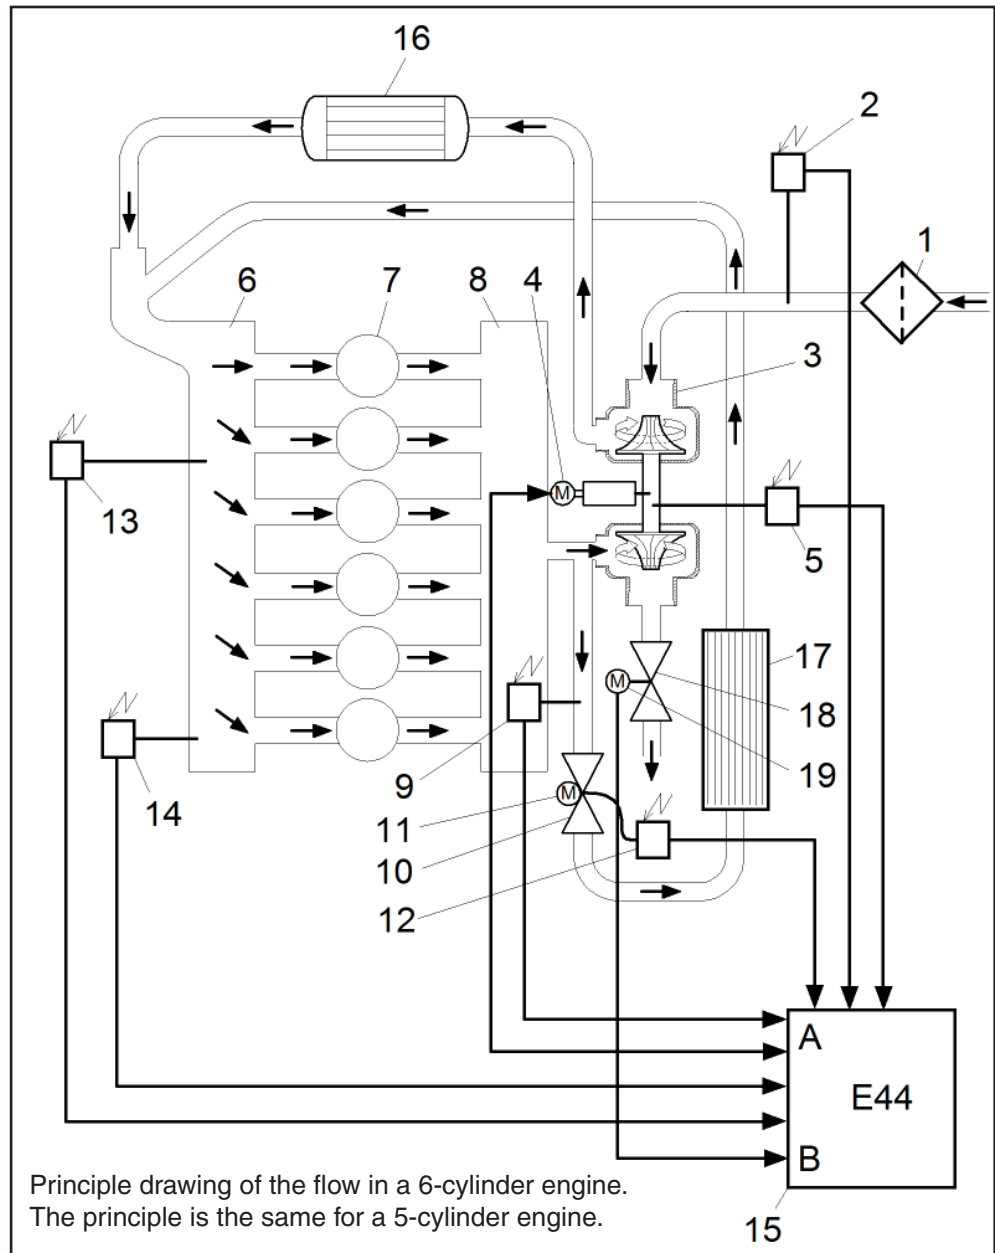 16
2
1
6
7
8
4
3
M
13
5
17
M
18
9
19
14
M
11
10
12
A
E44
B
Principle drawing of the flow in a 6-cylinder engine.
The principle is the same for a 5-cylinder engine.
15